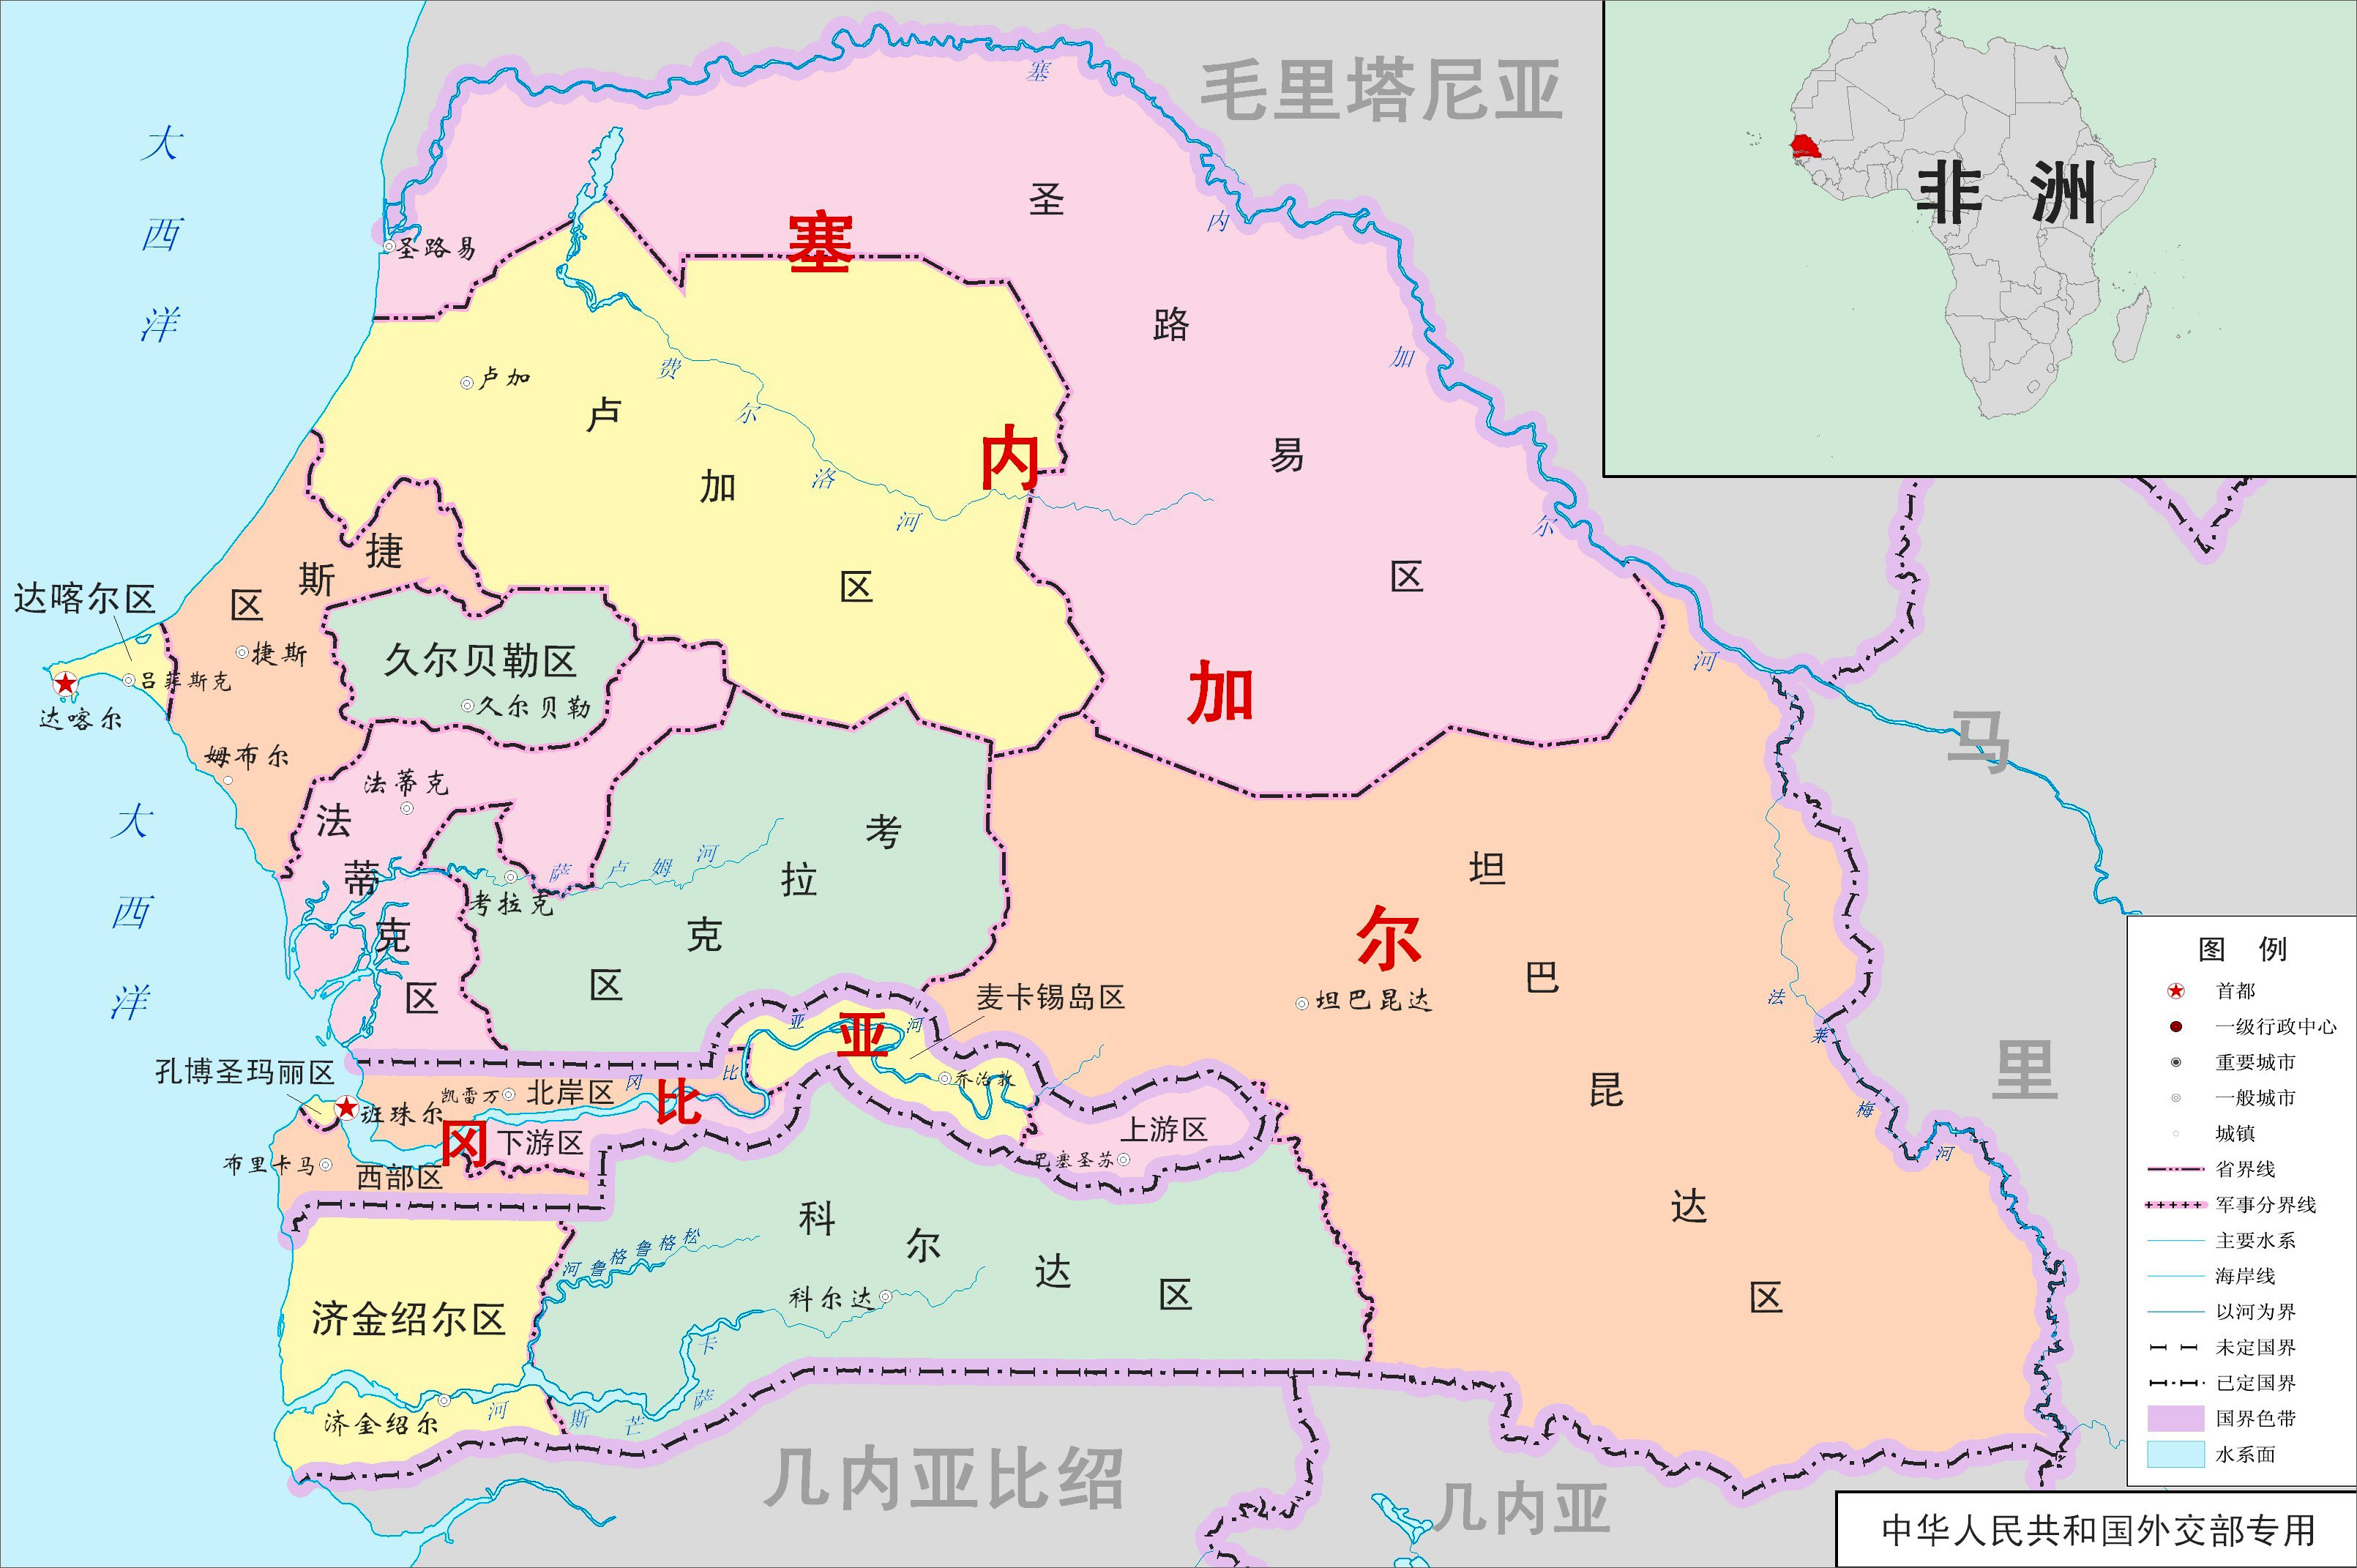 非洲
毛里塔尼亚
大西洋
塞内加尔河
圣路易
圣路易区
塞内加尔
卢加
卢加区
费尔洛河
捷斯区
达喀尔区
捷斯
吕菲斯克
达喀尔
久尔贝勒区
久尔贝勒
姆布尔
法蒂克
法蒂克区
大西洋
考拉克区
萨卢姆河
考拉克
坦巴昆达区
坦巴昆达
马里
法莱梅河
麦卡锡岛区
孔博圣玛丽区
冈比亚
冈比亚河
凯雷万
北岸区
班珠尔
乔治敦
下游区
上游区
布里卡马
西部区
巴塞圣苏
科尔达区
松格鲁格鲁河
科尔达
济金绍尔区
济金绍尔
卡萨芒斯河
几内亚比绍
几内亚
图例
首都
一级行政中心
重要城市
一般城市
城镇
省界线
军事分界线
主要水系
海岸线
以河为界
未定国界
已定国界
国界色带
水系面
中华人民共和国外交部专用